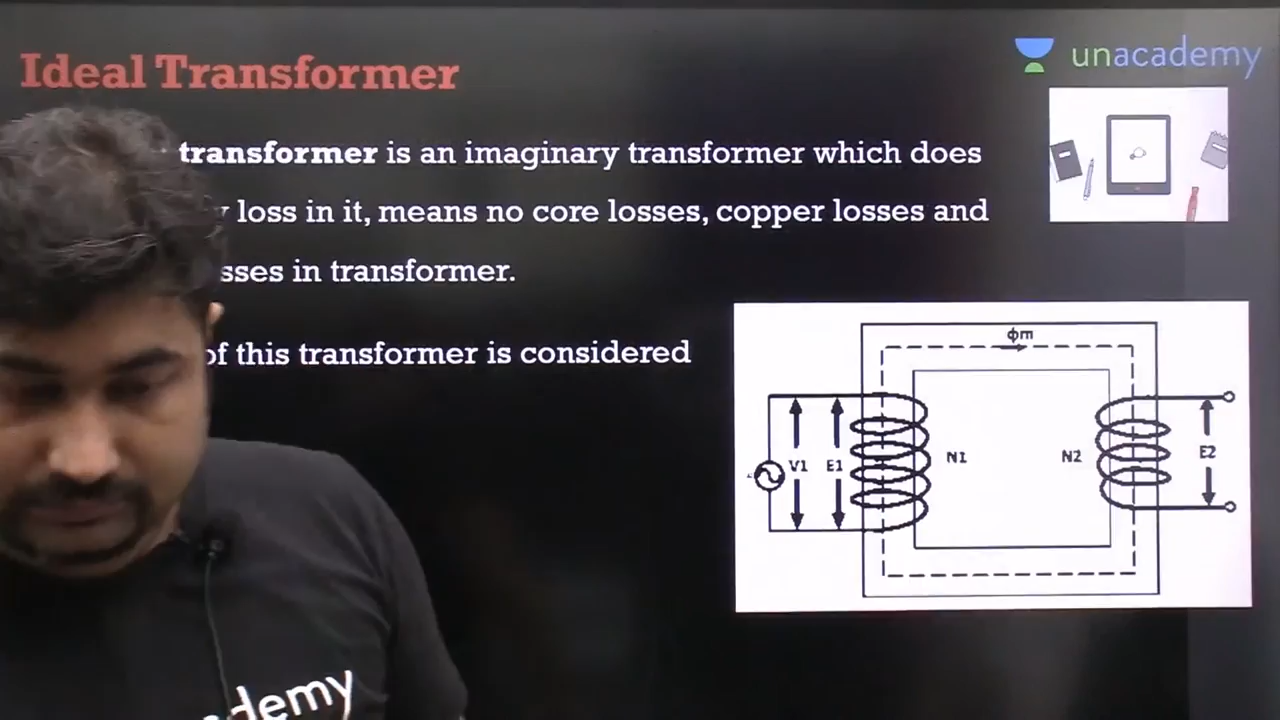 Ideal Transformer
unacademy
transformer is an imaginary transformer which does
loss in it, means no core losses, copper losses and
sses in transformer.
of this transformer is considered
ϕm
V1 E1 N1 N2 E2
demy